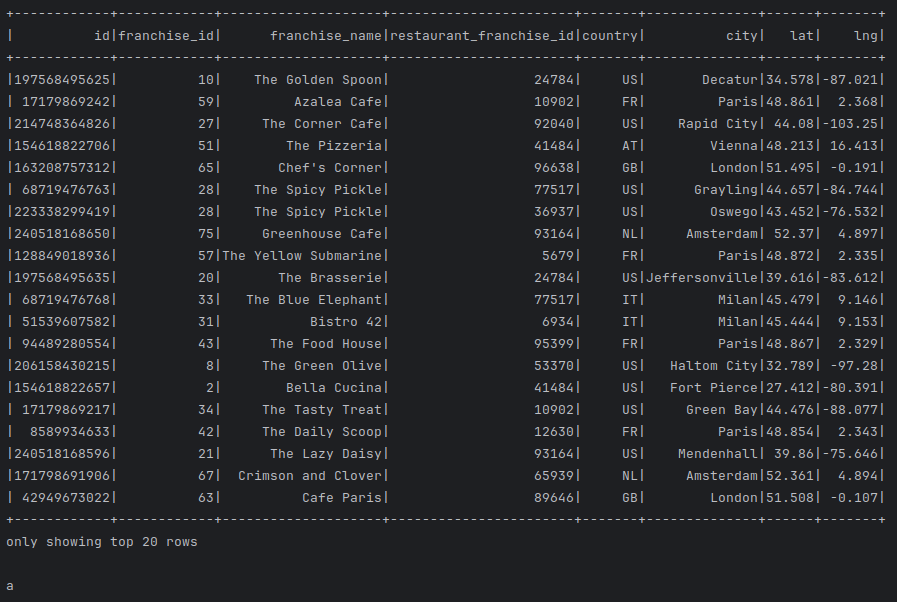 +------------+------------+--------------------+-----------------------+-------+--------------+------+-------+
|          id|franchise_id|      franchise_name|restaurant_franchise_id|country|          city|   lat|    lng|
+------------+------------+--------------------+-----------------------+-------+--------------+------+-------+
|197568495625|          10|    The Golden Spoon|                  24784|     US|       Decatur|34.578|-87.021|
| 17179869242|          59|         Azalea Cafe|                  10902|     FR|         Paris|48.861|  2.368|
|214748364826|          27|     The Corner Cafe|                  92040|     US|    Rapid City| 44.08|-103.25|
|154618822706|          51|        The Pizzeria|                  41484|     AT|        Vienna|48.213| 16.413|
|163208757312|          65|       Chef's Corner|                  96638|     GB|        London|51.495| -0.191|
| 68719476763|          28|    The Spicy Pickle|                  77517|     US|      Grayling|44.657|-84.744|
|223338299419|          28|    The Spicy Pickle|                  36937|     US|        Oswego|43.452|-76.532|
|240518168650|          75|     Greenhouse Cafe|                  93164|     NL|     Amsterdam| 52.37|  4.897|
|128849018936|          57|The Yellow Submarine|                   5679|     FR|         Paris|48.872|  2.335|
|197568495635|          20|       The Brasserie|                  24784|     US|Jeffersonville|39.616|-83.612|
| 68719476768|          33|   The Blue Elephant|                  77517|     IT|         Milan|45.479|  9.146|
| 51539607582|          31|           Bistro 42|                   6934|     IT|         Milan|45.444|  9.153|
| 94489280554|          43|      The Food House|                  95399|     FR|         Paris|48.867|  2.329|
|206158430215|           8|     The Green Olive|                  53370|     US|   Haltom City|32.789| -97.28|
|154618822657|           2|        Bella Cucina|                  41484|     US|   Fort Pierce|27.412|-80.391|
| 17179869217|          34|     The Tasty Treat|                  10902|     US|     Green Bay|44.476|-88.077|
|  8589934633|          42|     The Daily Scoop|                  12630|     FR|         Paris|48.854|  2.343|
|240518168596|          21|      The Lazy Daisy|                  93164|     US|    Mendenhall| 39.86|-75.646|
|171798691906|          67|  Crimson and Clover|                  65939|     NL|     Amsterdam|52.361|  4.894|
| 42949673022|          63|          Cafe Paris|                  89646|     GB|        London|51.508| -0.107|
+------------+------------+--------------------+-----------------------+-------+--------------+------+-------+
only showing top 20 rows
a